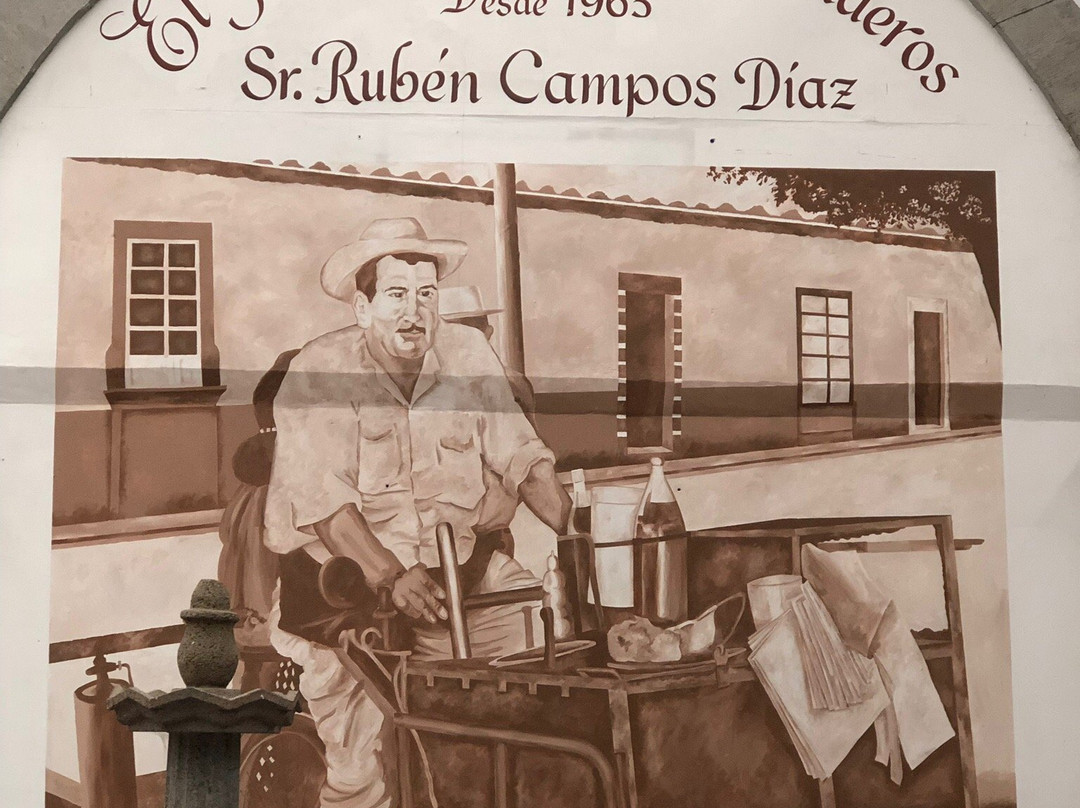 Desde 1965
Sr. Rubén Campos Díaz